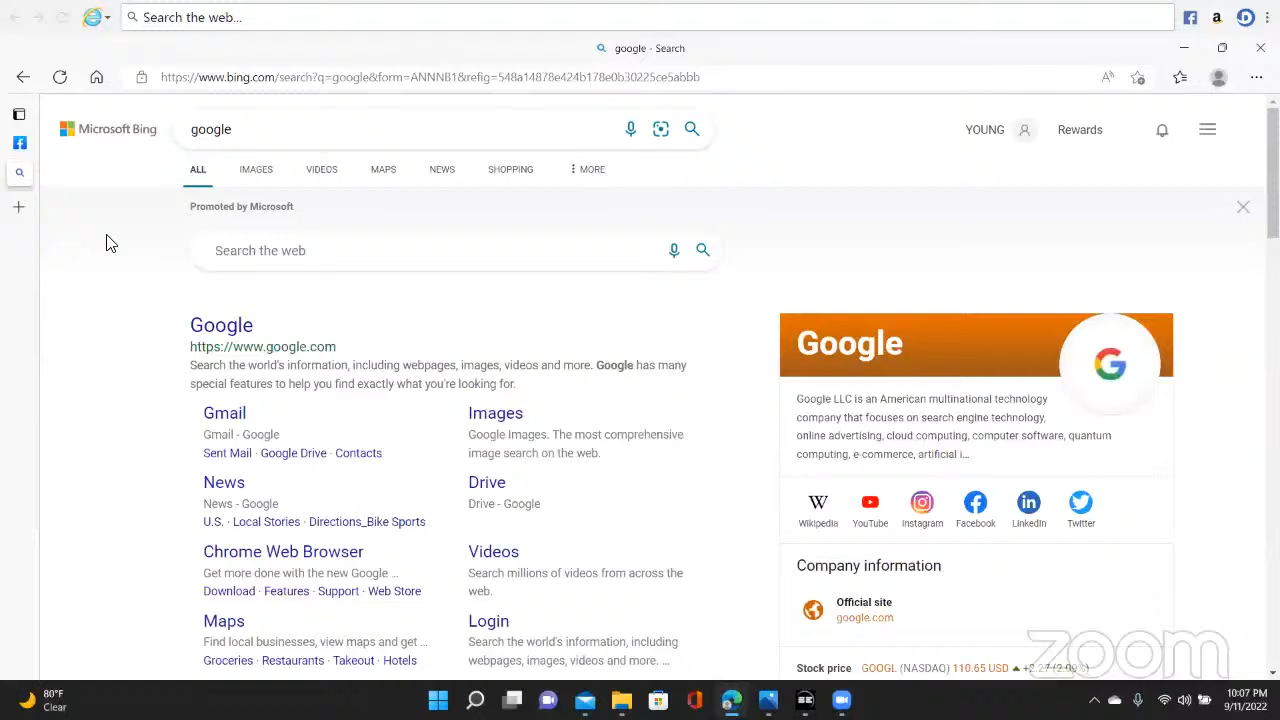 Search the web...
google - Search
https://www.bing.com/search?q=google&form=ANNNB1&refig=548a14878e424b178e0b30225ce5abbb
Microsoft Bing
google
YOUNG
Rewards
ALL
IMAGES
VIDEOS
MAPS
NEWS
SHOPPING
MORE
Promoted by Microsoft
Search the web
Google
https://www.google.com
Search the world's information, including webpages, images, videos and more. Google has many
special features to help you find exactly what you're looking for.
Gmail
Gmail - Google
Sent Mail · Google Drive · Contacts
Images
Google Images. The most comprehensive
image search on the web.
News
News - Google
U.S. · Local Stories · Directions_Bike Sports
Drive
Drive - Google
Chrome Web Browser
Get more done with the new Google ...
Download · Features · Support · Web Store
Videos
Search millions of videos from across the
web.
Maps
Find local businesses, view maps and get ...
Groceries · Restaurants · Takeout · Hotels
Login
Search the world's information, including
webpages, images, videos and more. ...
Google
Google LLC is an American multinational technology
company that focuses on search engine technology,
online advertising, cloud computing, computer software, quantum
computing, e-commerce, artificial i...
Wikipedia
YouTube
Instagram
Facebook
LinkedIn
Twitter
Company information
Official site
google.com
Stock price GOOGL (NASDAQ) 110.65 USD
zoom
80°F
Clear
10:07 PM
9/11/2022